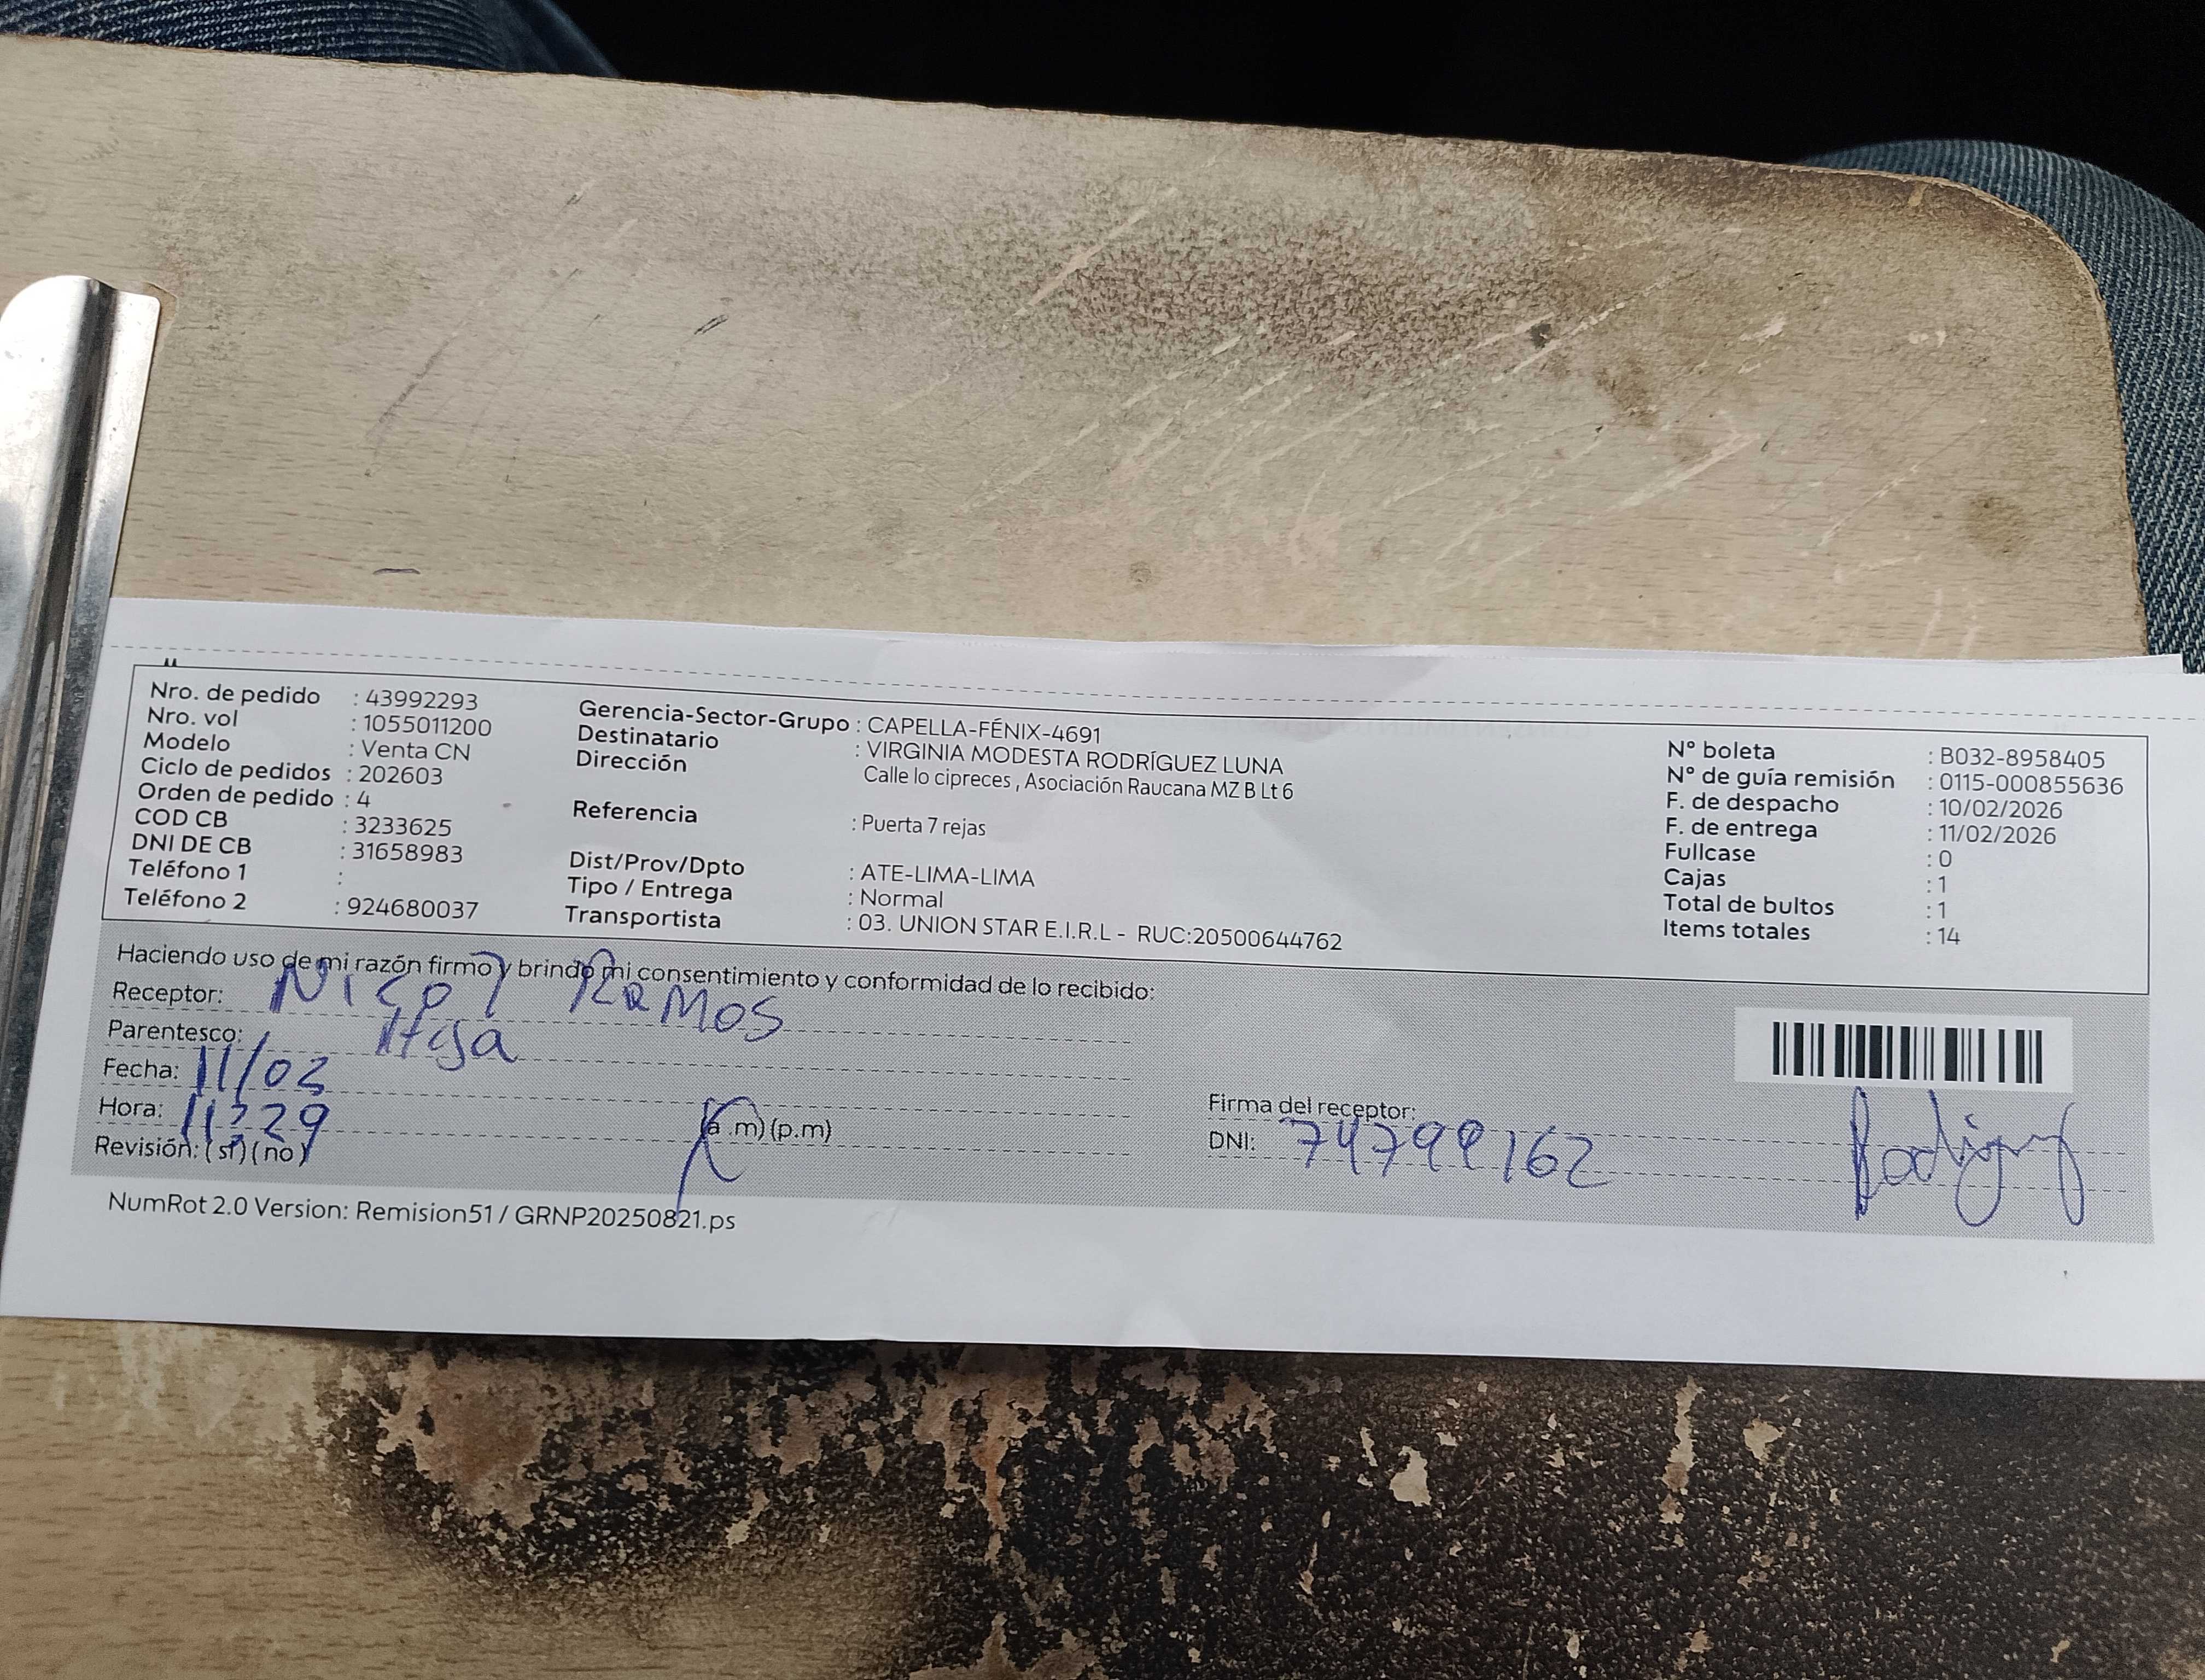 Nro. de pedido : 43992293
Nro. vol : 1055011200
Modelo : Venta CN
Ciclo de pedidos : 202603
Orden de pedido : 4
COD CB : 3233625
DNI DE CB : 31658983
Teléfono 1 :
Teléfono 2 : 924680037
Gerencia-Sector-Grupo : CAPELLA-FÉNIX-4691
Destinatario : VIRGINIA MODESTA RODRÍGUEZ LUNA
Dirección Calle lo cipreces , Asociación Raucana MZ B Lt 6
Referencia : Puerta 7 rejas
Dist/Prov/Dpto : ATE-LIMA-LIMA
Tipo / Entrega : Normal
Transportista : 03. UNION STAR E.I.R.L - RUC:20500644762
N° boleta : B032-8958405
N° de guía remisión : 0115-000855636
F. de despacho : 10/02/2026
F. de entrega : 11/02/2026
Fullcase : 0
Cajas : 1
Total de bultos : 1
Items totales : 14
Haciendo uso de mi razón firmo y brindo mi consentimiento y conformidad de lo recibido:
Receptor: Ramos
Parentesco: Hija
Fecha: 11/02
Hora: 11:29 (a .m) (p.m)
Revisión: ( sí) ( no )
Firma del receptor:
DNI:
NumRot 2.0 Version: Remision51 / GRNP20250821.ps